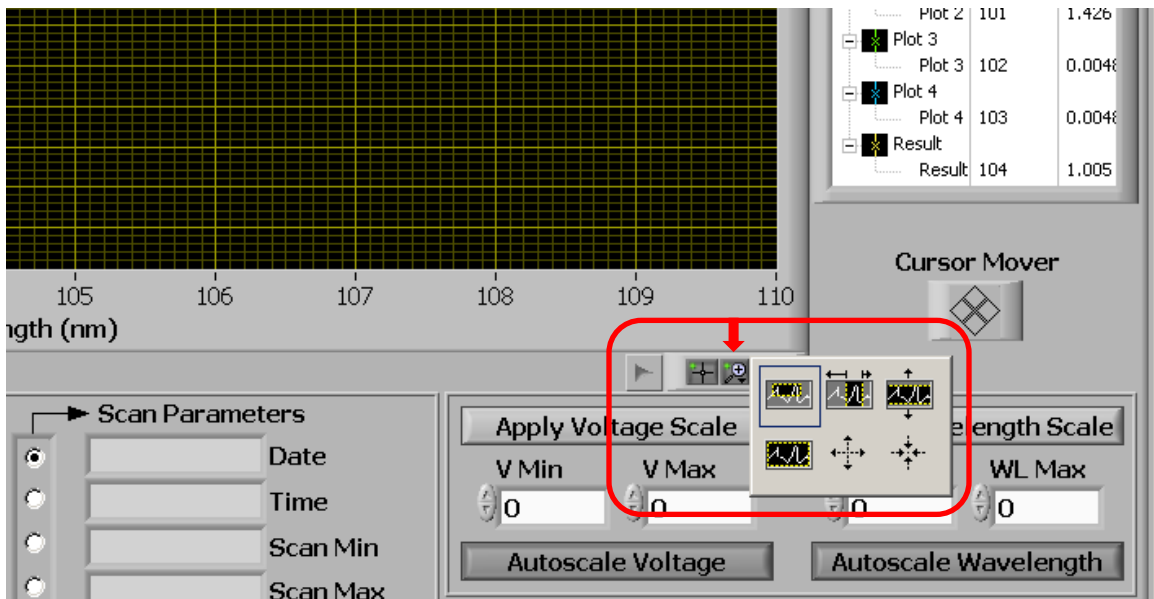 Plot 2 101 1.426
Plot 3
Plot 3 102 0.0048
Plot 4
Plot 4 103 0.0048
Result
Result 104 1.005
Cursor Mover
105 106 107 108 109 110
(nm)
Scan Parameters
Date
Time
Scan Min
Scan Max
Apply Voltage Scale
Scale
V Min V Max WL Max
0 0 0 0
Autoscale Voltage Autoscale Wavelength